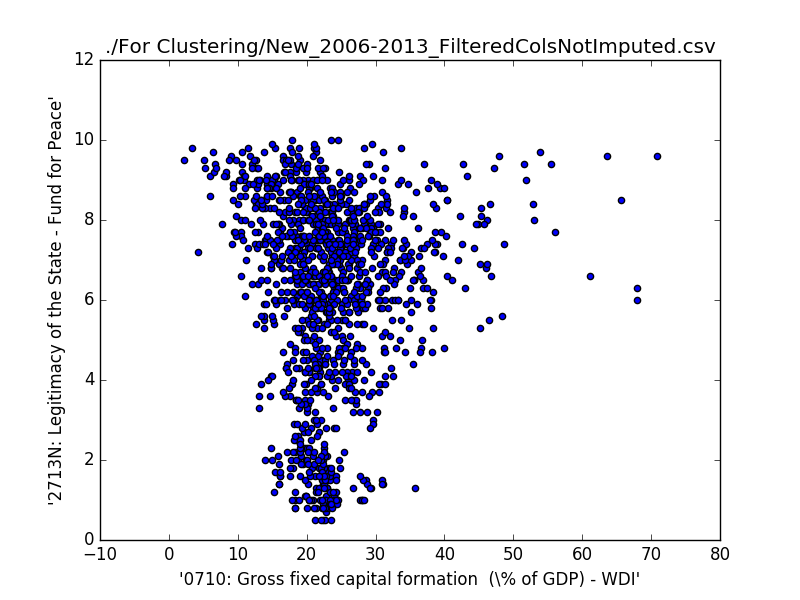 ./For Clustering/New_2006-2013_FilteredColsNotImputed.csv
12
10
8
6
4
2
0
'2713N: Legitimacy of the State - Fund for Peace'
−10 0 10 20 30 40 50 60 70 80
'0710: Gross fixed capital formation  (\% of GDP) - WDI'